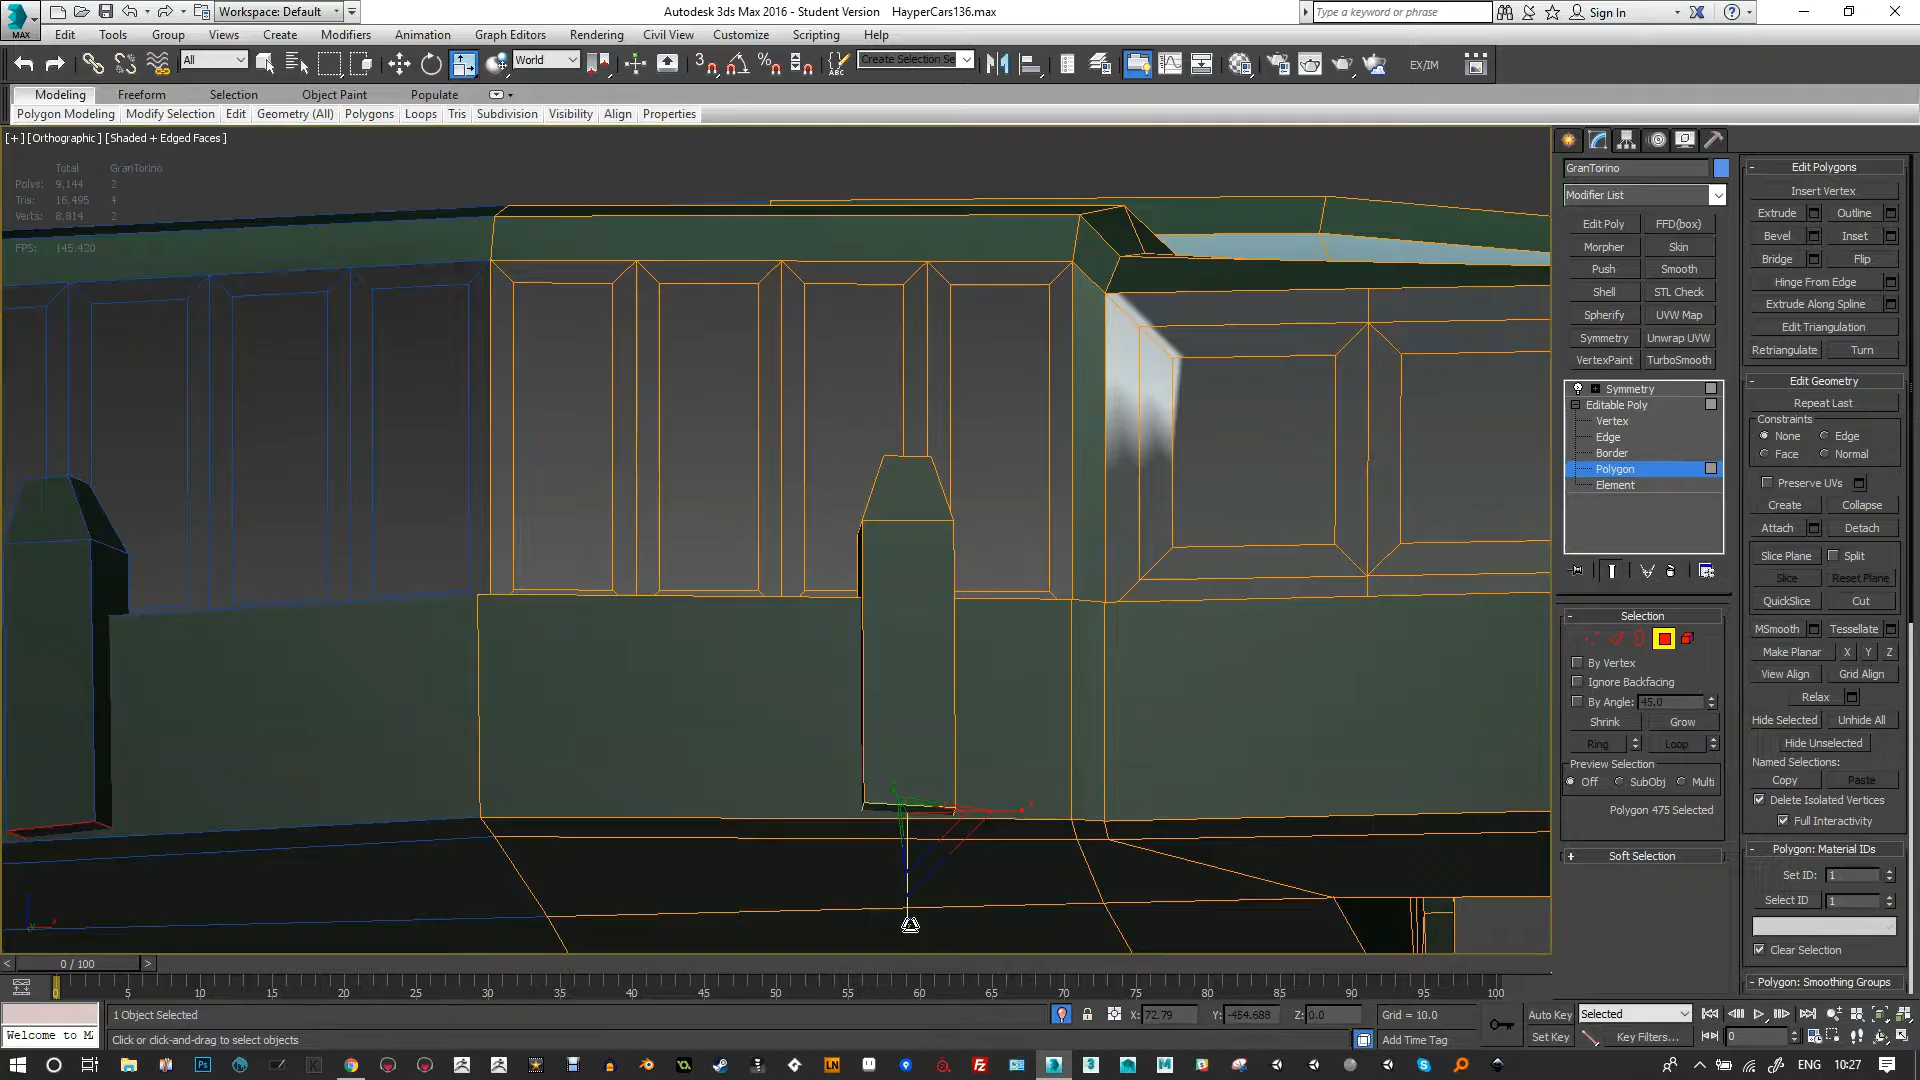 MAX
Workspace: Default
Autodesk 3ds Max 2016 - Student Version HayperCars136.max
Type a keyword or phrase
Sign In
Edit Tools Group Views Create Modifiers Animation Graph Editors Rendering Civil View Customize Scripting Help
All
World
3
ABC
Create Selection Se
EX/IM
Modeling Freeform Selection Object Paint Populate
Polygon Modeling Modify Selection Edit Geometry (All) Polygons Loops Tris Subdivision Visibility Align Properties
[+] [Orthographic ] [Shaded + Edged Faces ]
Total GranTorino
Polys: 9,144 2
Tris: 16,495 4
Verts: 8,814 2
FPS: 145.420
GranTorino
Modifier List
Edit Poly FFD(box)
Morpher Skin
Push Smooth
Shell STL Check
Spherify UVW Map
Symmetry Unwrap UVW
VertexPaint TurboSmooth
Symmetry
Editable Poly
Vertex
Edge
Border
Polygon
Element
Selection
By Vertex
Ignore Backfacing
By Angle: 45.0
Shrink Grow
Ring Loop
Preview Selection
Off SubObj Multi
Polygon 475 Selected
Soft Selection
Edit Polygons
Insert Vertex
Extrude Outline
Bevel Inset
Bridge Flip
Hinge From Edge
Extrude Along Spline
Edit Triangulation
Retriangulate Turn
Edit Geometry
Repeat Last
Constraints
None Edge
Face Normal
Preserve UVs
Create Collapse
Attach Detach
Slice Plane Split
Slice Reset Plane
QuickSlice Cut
MSmooth Tessellate
Make Planar X Y Z
View Align Grid Align
Relax
Hide Selected Unhide All
Hide Unselected
Named Selections:
Copy Paste
Delete Isolated Vertices
Full Interactivity
Polygon: Material IDs
Set ID: 1
Select ID 1
Clear Selection
Polygon: Smoothing Groups
< 0 / 100 >
0 5 10 15 20 25 30 35 40 45 50 55 60 65 70 75 80 85 90 95 100
1 Object Selected
X: 72.79 Y: -454.688 Z: 0.0 Grid = 10.0
Auto Key Selected
Welcome to M
Click or click-and-drag to select objects
Add Time Tag
Set Key Key Filters...
0
ENG 10:27